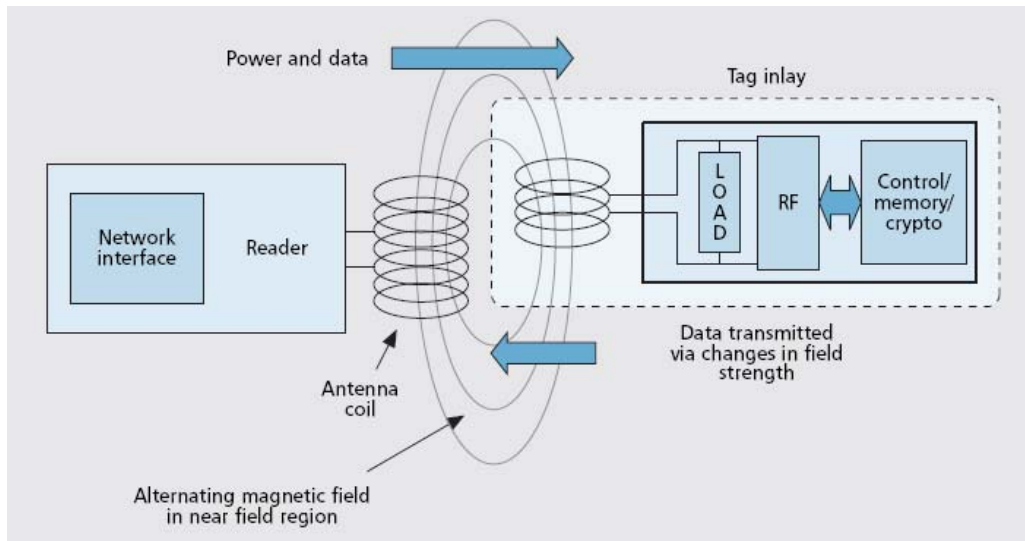 Power and data
Tag inlay
Network
interface
Reader
L
O
A
D
RF
Control/
memory/
crypto
Antenna
coil
Data transmitted
via changes in field
strength
Alternating magnetic field
in near field region